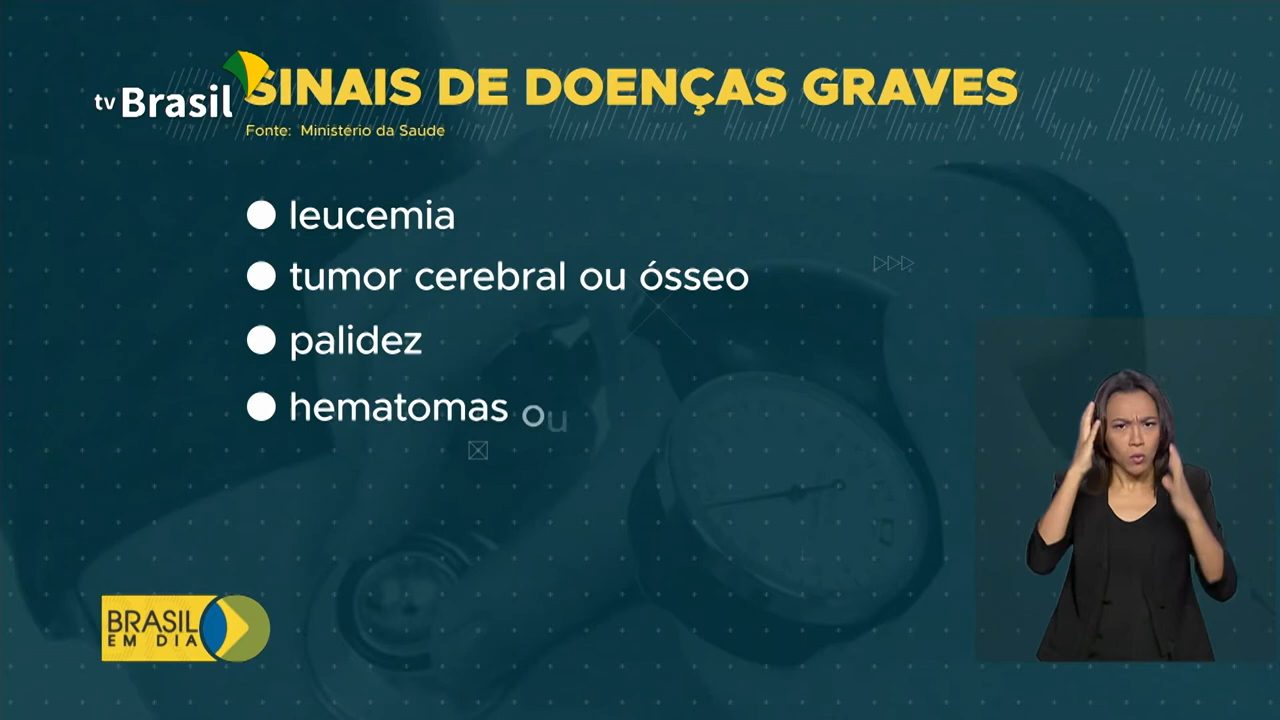 tv Brasil
SINAIS DE DOENÇAS GRAVES
Fonte: Ministério da Saúde
leucemia
tumor cerebral ou ósseo
palidez
hematomas ou
BRASIL
EM DIA